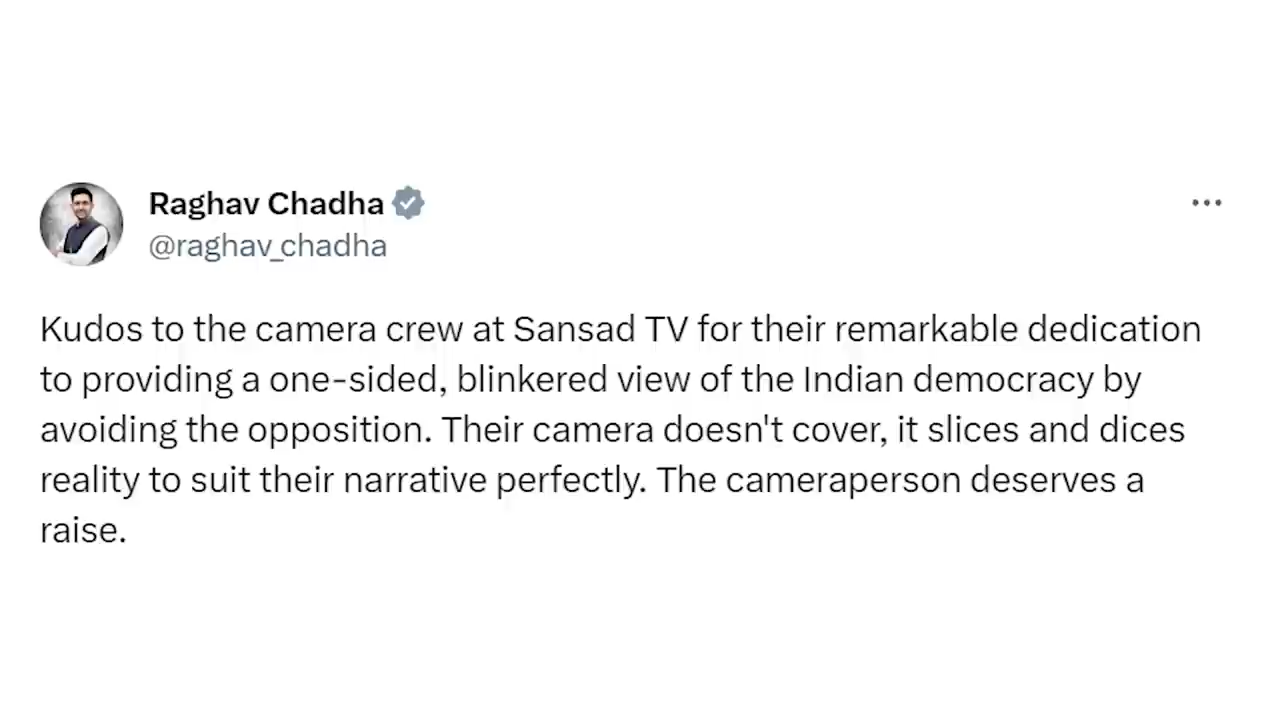 Raghav Chadha
@raghav_chadha
Kudos to the camera crew at Sansad TV for their remarkable dedication
to providing a one-sided, blinkered view of the Indian democracy by
avoiding the opposition. Their camera doesn't cover, it slices and dices
reality to suit their narrative perfectly. The cameraperson deserves a
raise.